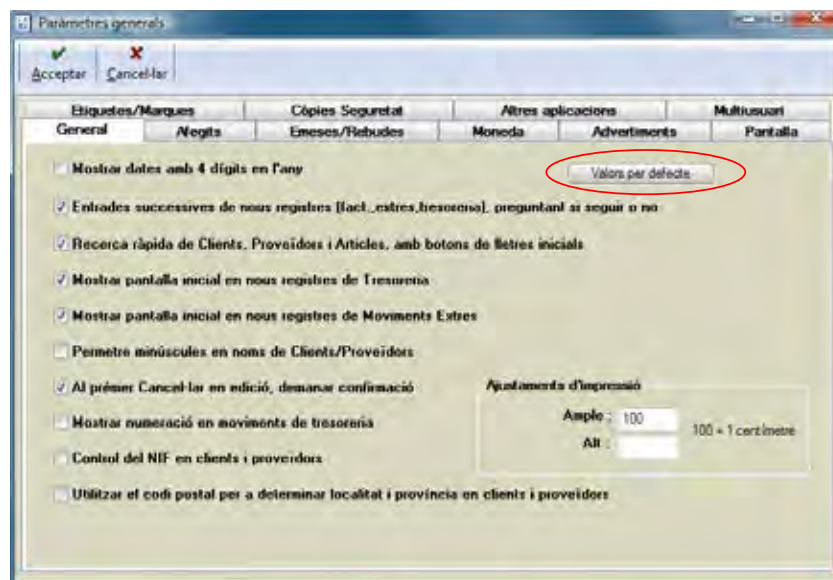 Paràmetres generals
Acceptar Cancel·lar
Etiquetes/Marques Còpies Seguretat Altres aplicacions Multiusuari
General Afegits Emeses/Rebudes Moneda Advertiments Pantalla
Mostrar dates amb 4 dígits en l'any
Valors per defecte
Entrades successives de nous registres (fact.,extres,tresoreria), preguntant si seguir o no
Recerca ràpida de Clients, Proveïdors i Articles, amb botons de lletres inicials
Mostrar pantalla inicial en nous registres de Tresoreria
Mostrar pantalla inicial en nous registres de Moviments Extres
Permetre minúscules en noms de Clients/Proveïdors
Al prémer Cancel·lar en edició, demanar confirmació
Ajustaments d'impressió
Mostrar numeració en moviments de tresoreria
Ample : 100
100 = 1 centímetre
Alt :
Control del NIF en clients i proveïdors
Utilitzar el codi postal per a determinar localitat i província en clients i proveïdors